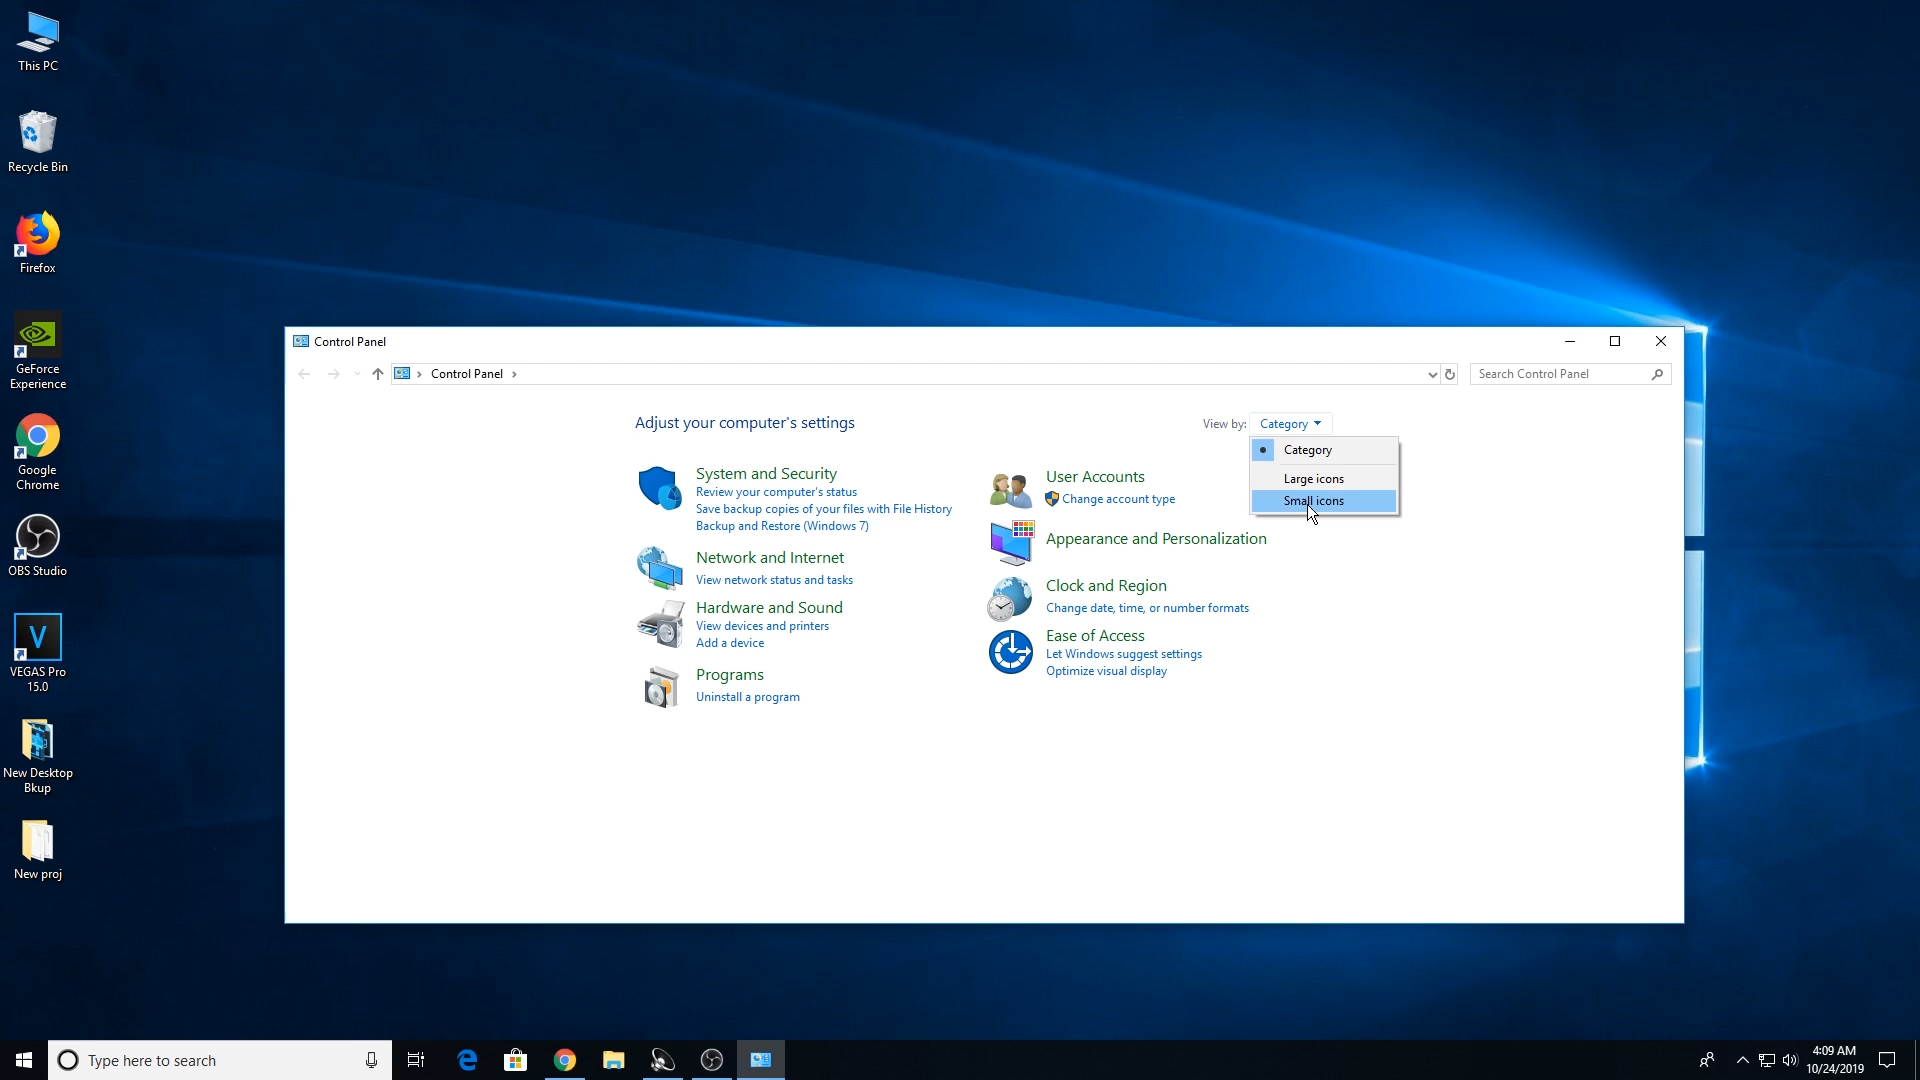 This PC
Recycle Bin
Firefox
GeForce
Experience
Google
Chrome
OBS Studio
V
VEGAS Pro
15.0
New Desktop
Bkup
New proj
Control Panel
Control Panel
Search Control Panel
Adjust your computer's settings
View by:
Category
Category
Large icons
Small icons
System and Security
Review your computer's status
Save backup copies of your files with File History
Backup and Restore (Windows 7)
Network and Internet
View network status and tasks
Hardware and Sound
View devices and printers
Add a device
Programs
Uninstall a program
User Accounts
Change account type
Appearance and Personalization
Clock and Region
Change date, time, or number formats
Ease of Access
Let Windows suggest settings
Optimize visual display
Type here to search
4:09 AM
10/24/2019